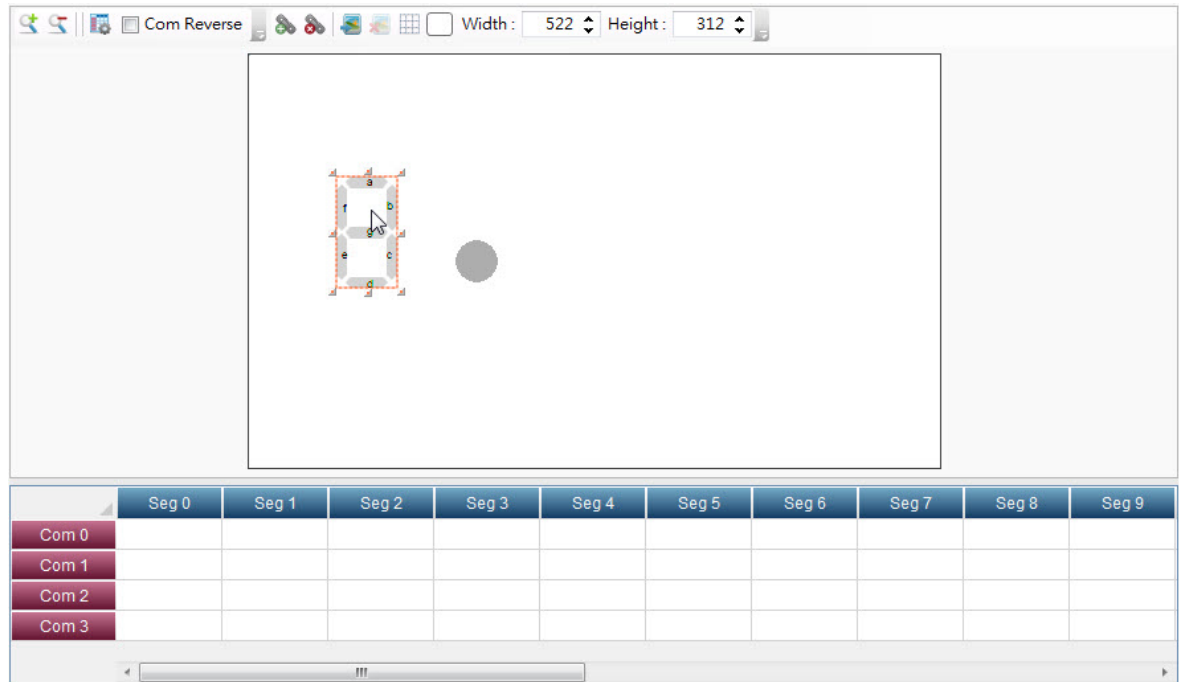 Com Reverse Width : 522 Height : 312
a
f b
g
e c
d
Seg 0 Seg 1 Seg 2 Seg 3 Seg 4 Seg 5 Seg 6 Seg 7 Seg 8 Seg 9
Com 0
Com 1
Com 2
Com 3